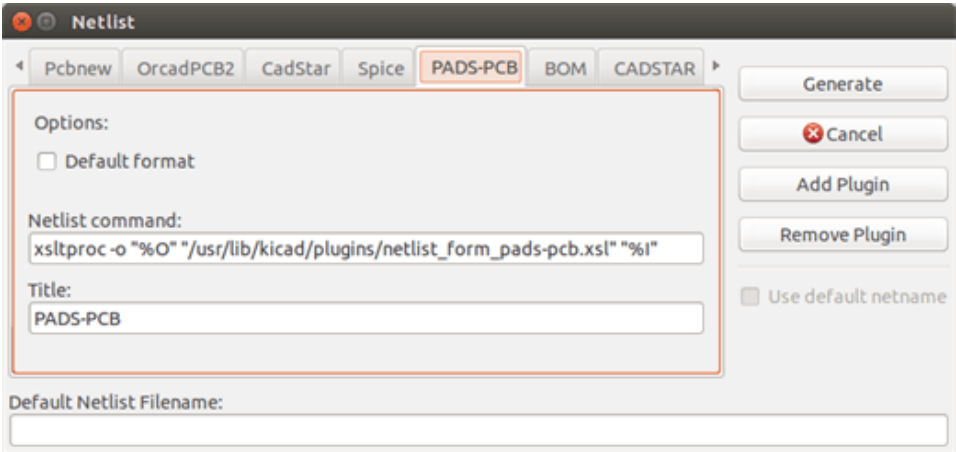 Netlist
Pcbnew OrcadPCB2 CadStar Spice PADS-PCB BOM CADSTAR
Generate
Options:
Cancel
Default format
Add Plugin
Netlist command:
Remove Plugin
xsltproc -o "%O" "/usr/lib/kicad/plugins/netlist_form_pads-pcb.xsl" "%I"
Title:
Use default netname
PADS-PCB
Default Netlist Filename: